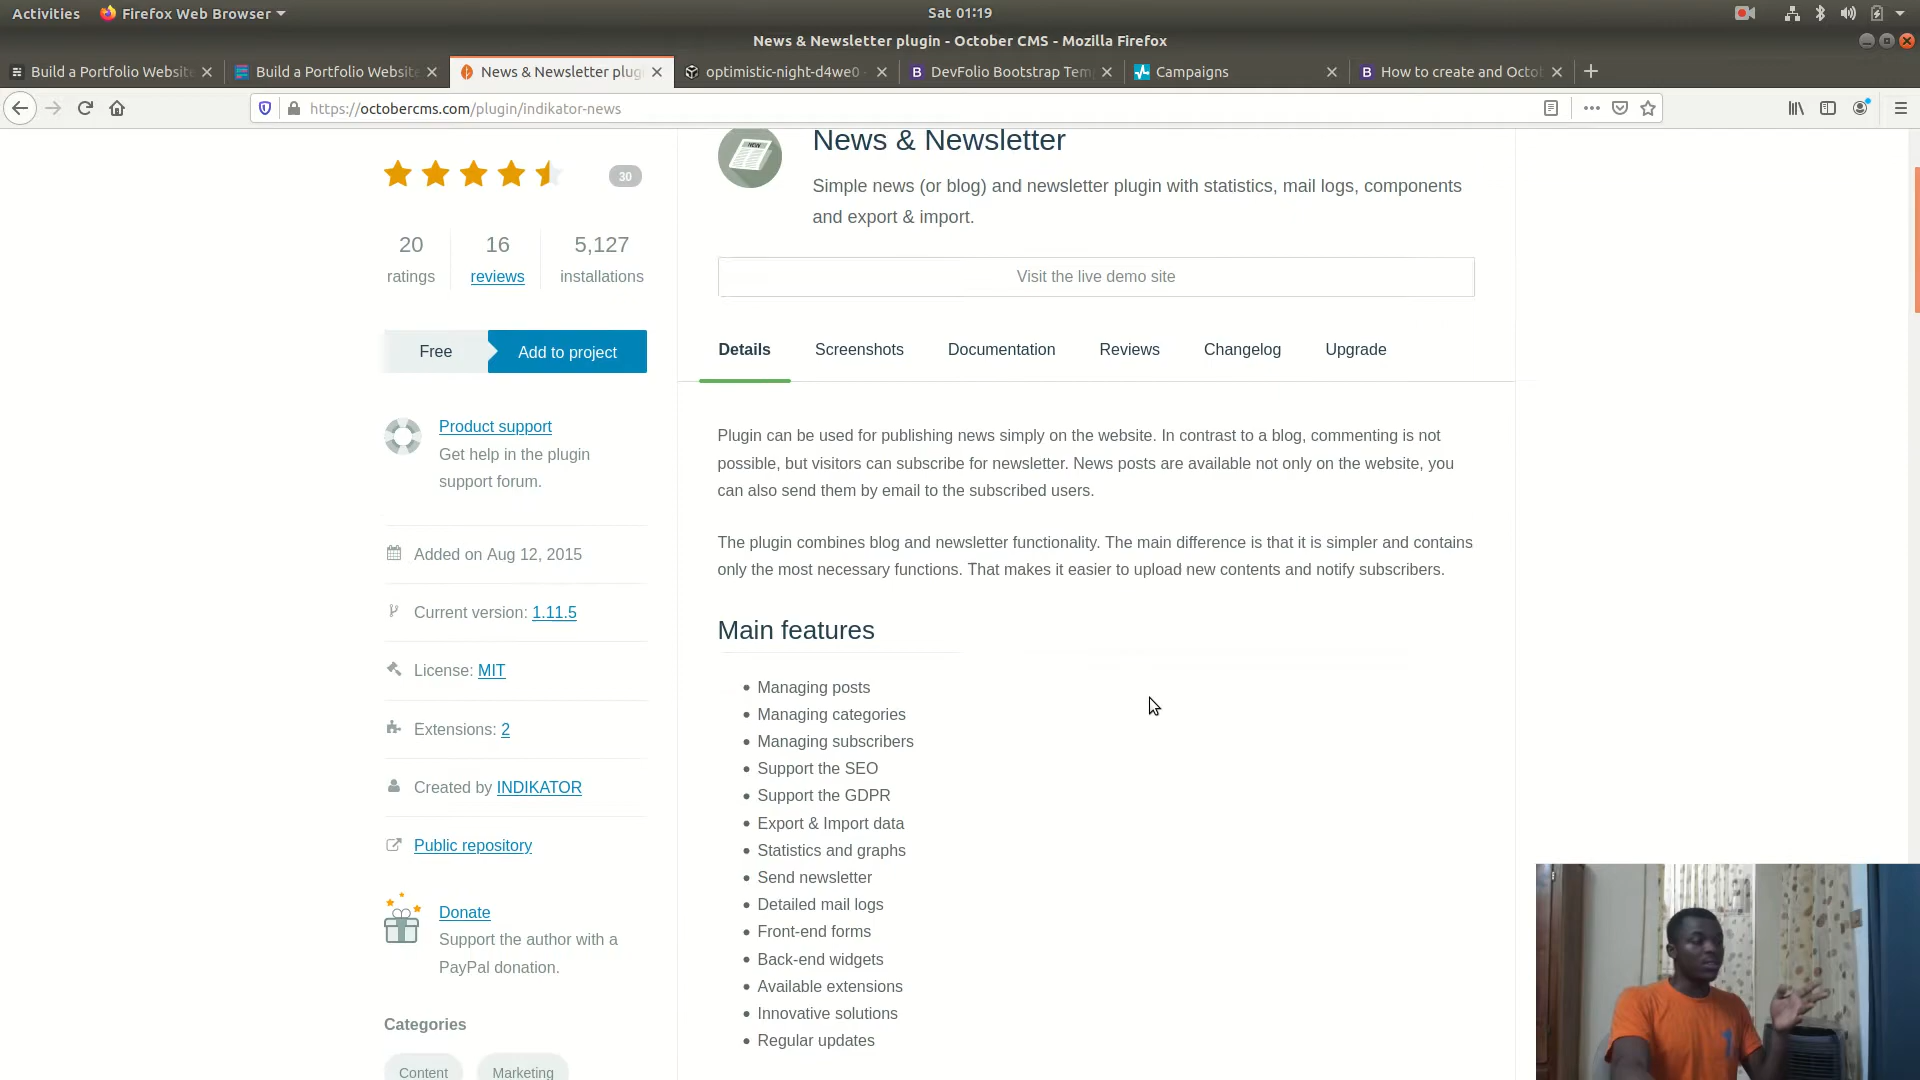 Activities
Firefox Web Browser
Sat 01:19
News & Newsletter plugin - October CMS - Mozilla Firefox
Build a Portfolio Website
Build a Portfolio Website
News & Newsletter plug
optimistic-night-d4we0 -
DevFolio Bootstrap Tem
Campaigns
How to create and Octo
https://octobercms.com/plugin/indikator-news
30
20
ratings
16
reviews
5,127
installations
Free
Add to project
Product support
Get help in the plugin
support forum.
Added on Aug 12, 2015
Current version: 1.11.5
License: MIT
Extensions: 2
Created by INDIKATOR
Public repository
Donate
Support the author with a
PayPal donation.
Categories
Content
Marketing
NEW
News & Newsletter
Simple news (or blog) and newsletter plugin with statistics, mail logs, components
and export & import.
Visit the live demo site
Details
Screenshots
Documentation
Reviews
Changelog
Upgrade
Plugin can be used for publishing news simply on the website. In contrast to a blog, commenting is not
possible, but visitors can subscribe for newsletter. News posts are available not only on the website, you
can also send them by email to the subscribed users.
The plugin combines blog and newsletter functionality. The main difference is that it is simpler and contains
only the most necessary functions. That makes it easier to upload new contents and notify subscribers.
Main features
Managing posts
Managing categories
Managing subscribers
Support the SEO
Support the GDPR
Export & Import data
Statistics and graphs
Send newsletter
Detailed mail logs
Front-end forms
Back-end widgets
Available extensions
Innovative solutions
Regular updates